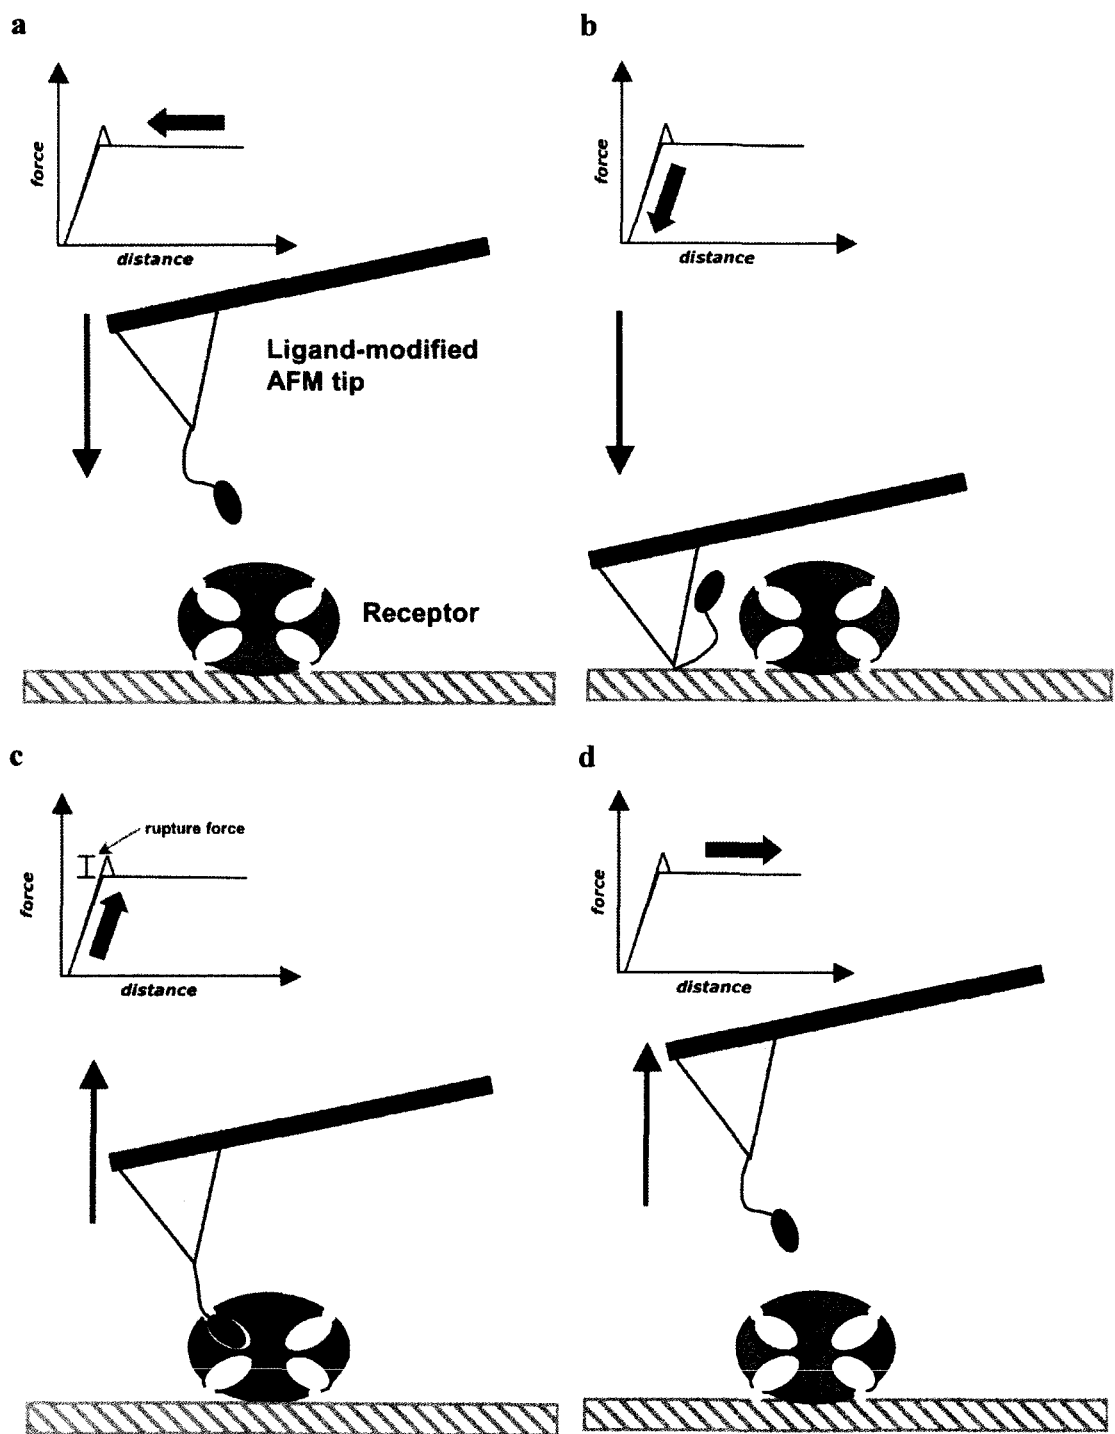 a
force
distance
Ligand-modified
AFM tip
Receptor
b
force
distance
c
rupture force
force
distance
d
force
distance